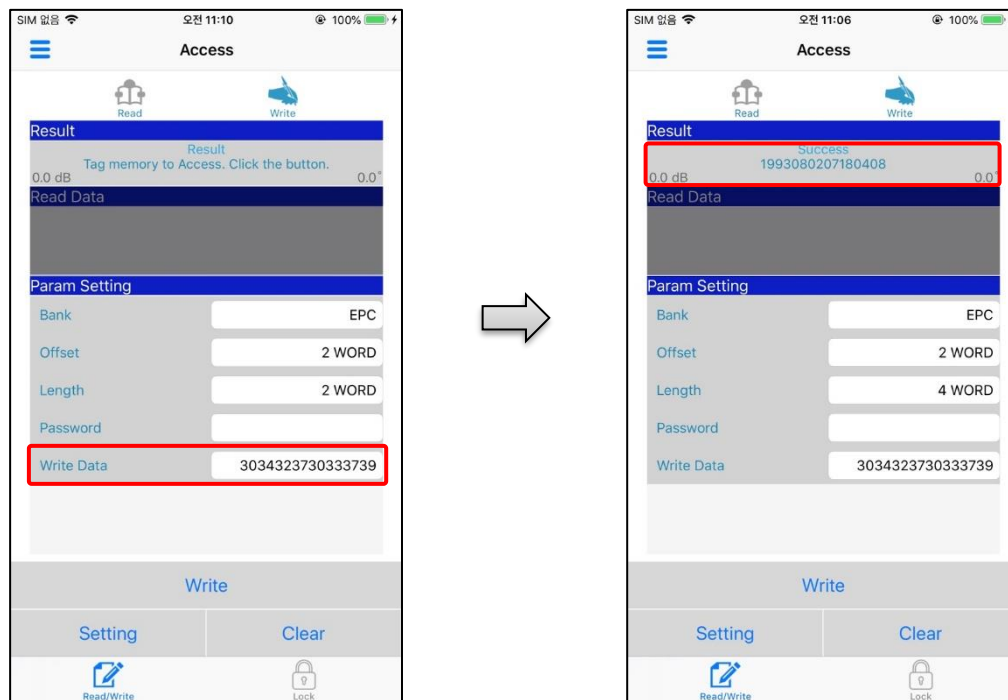 SIM 없음 오전 11:10 100%
Access
Read Write
Result
Result
Tag memory to Access. Click the button.
0.0 dB 0.0°
Read Data
Param Setting
Bank EPC
Offset 2 WORD
Length 2 WORD
Password
Write Data 3034323730333739
Write
Setting Clear
Read/Write Lock
SIM 없음 오전 11:06 100%
Access
Read Write
Result
Success
1993080207180408
0.0 dB 0.0°
Read Data
Param Setting
Bank EPC
Offset 2 WORD
Length 4 WORD
Password
Write Data 3034323730333739
Write
Setting Clear
Read/Write Lock